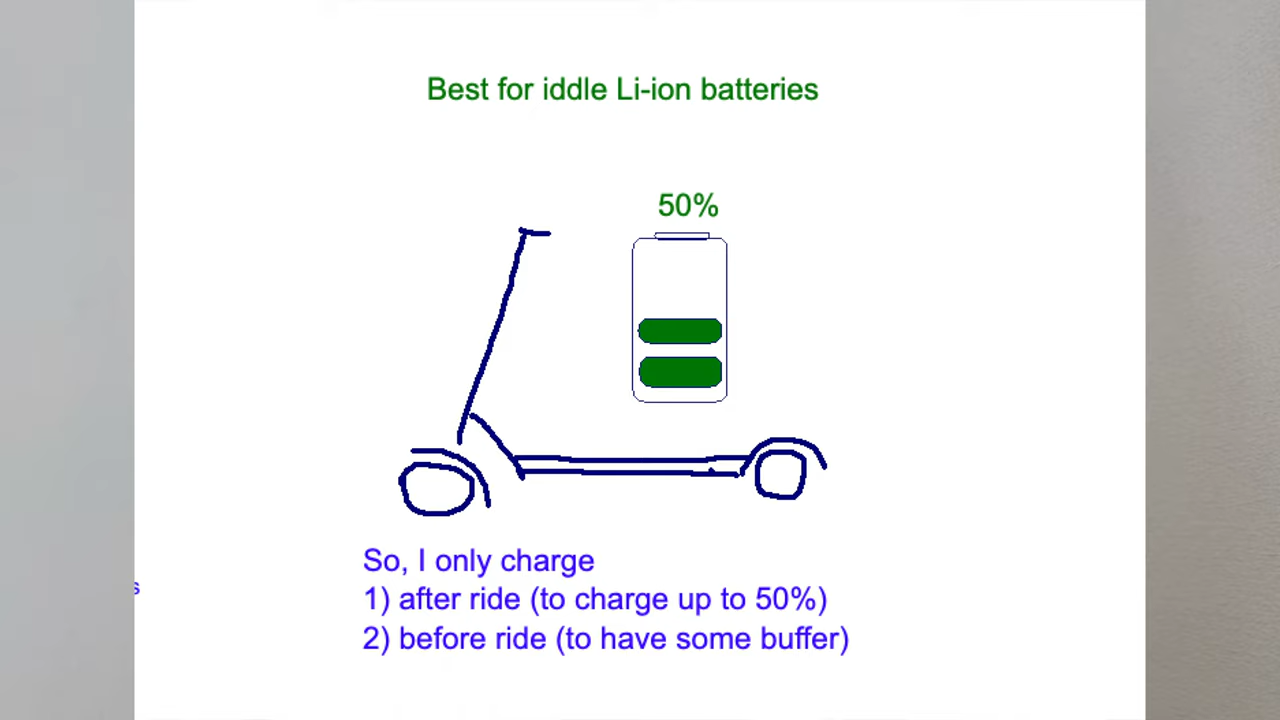 Best for iddle Li-ion batteries
50%
So, I only charge
s
1) after ride (to charge up to 50%)
2) before ride (to have some buffer)